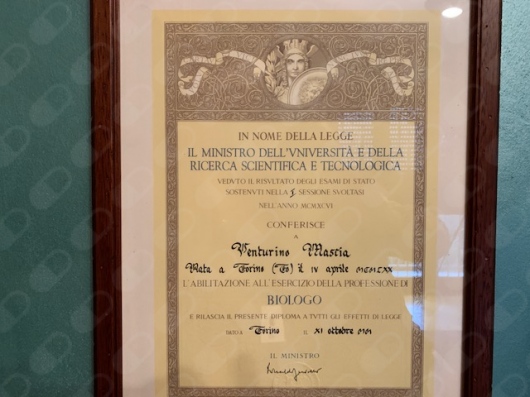 IN NOME DELLA LEGGE
IL MINISTRO DELL'VNIVERSITÀ E DELLA
RICERCA SCIENTIFICA E TECNOLOGICA
VEDVTO IL RISVLTATO DEGLI ESAMI DI STATO
SOSTENVTI NELLA I SESSIONE SVOLTASI
NELL'ANNO MCMXCVI
CONFERISCE
A
Venturino Mascia
Nata a Torino (To) il IV aprile
L'ABILITAZIONE ALL'ESERCIZIO DELLA PROFESSIONE DI
BIOLOGO
E RILASCIA IL PRESENTE DIPLOMA A TVTTI GLI EFFETTI DI LEGGE
Torino XI ottobre
IL MINISTRO